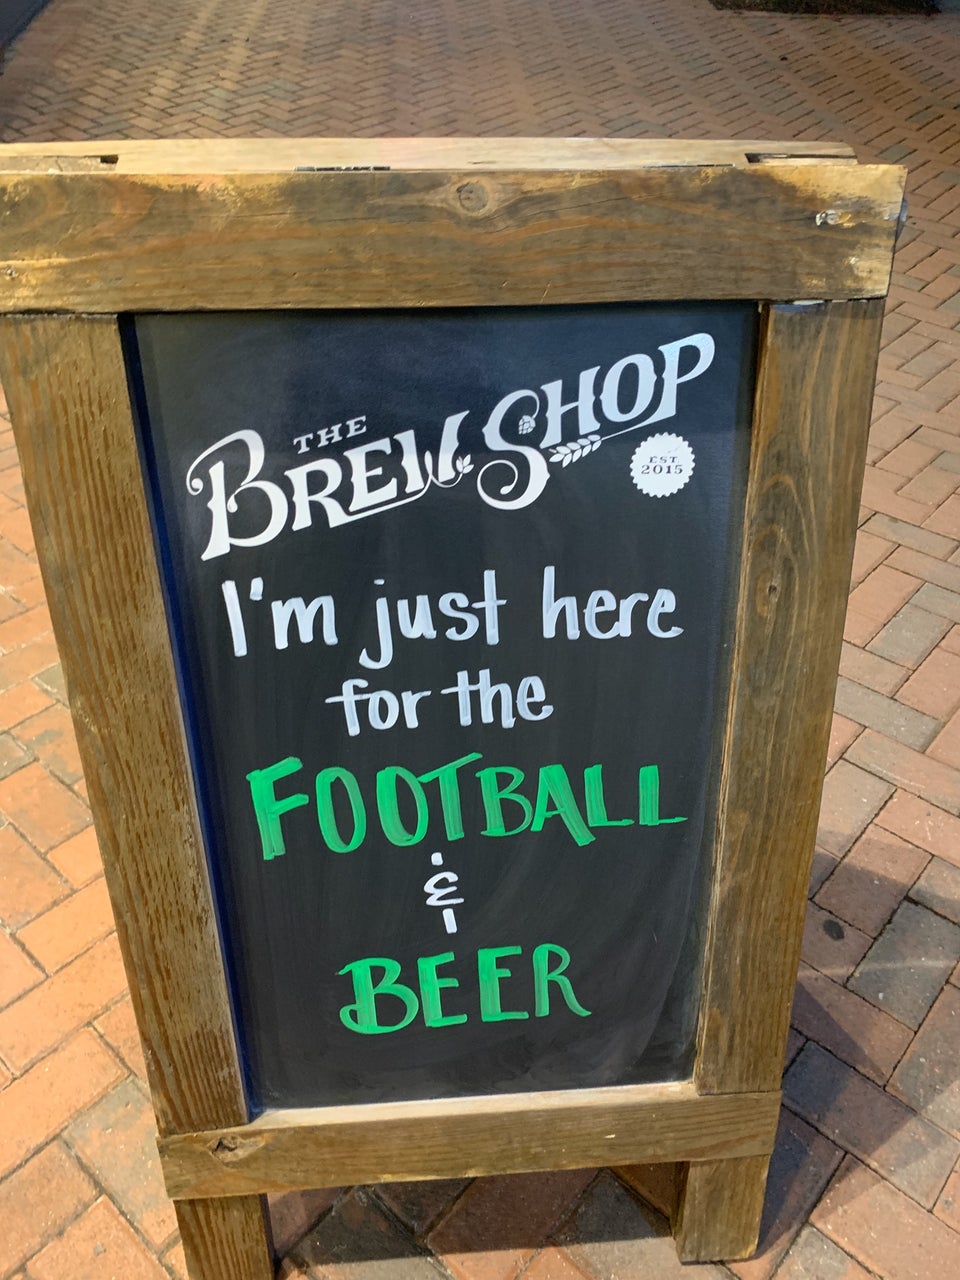 THE
BREW SHOP
EST.
2015
I'm just here
for the
FOOTBALL
&
BEER